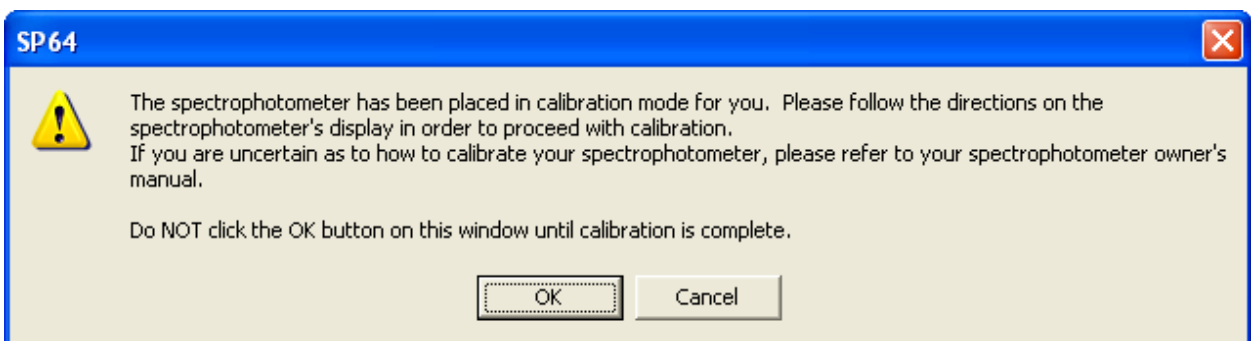 SP64
The spectrophotometer has been placed in calibration mode for you.  Please follow the directions on the
spectrophotometer's display in order to proceed with calibration.
If you are uncertain as to how to calibrate your spectrophotometer, please refer to your spectrophotometer owner's
manual.
Do NOT click the OK button on this window until calibration is complete.
OK
Cancel